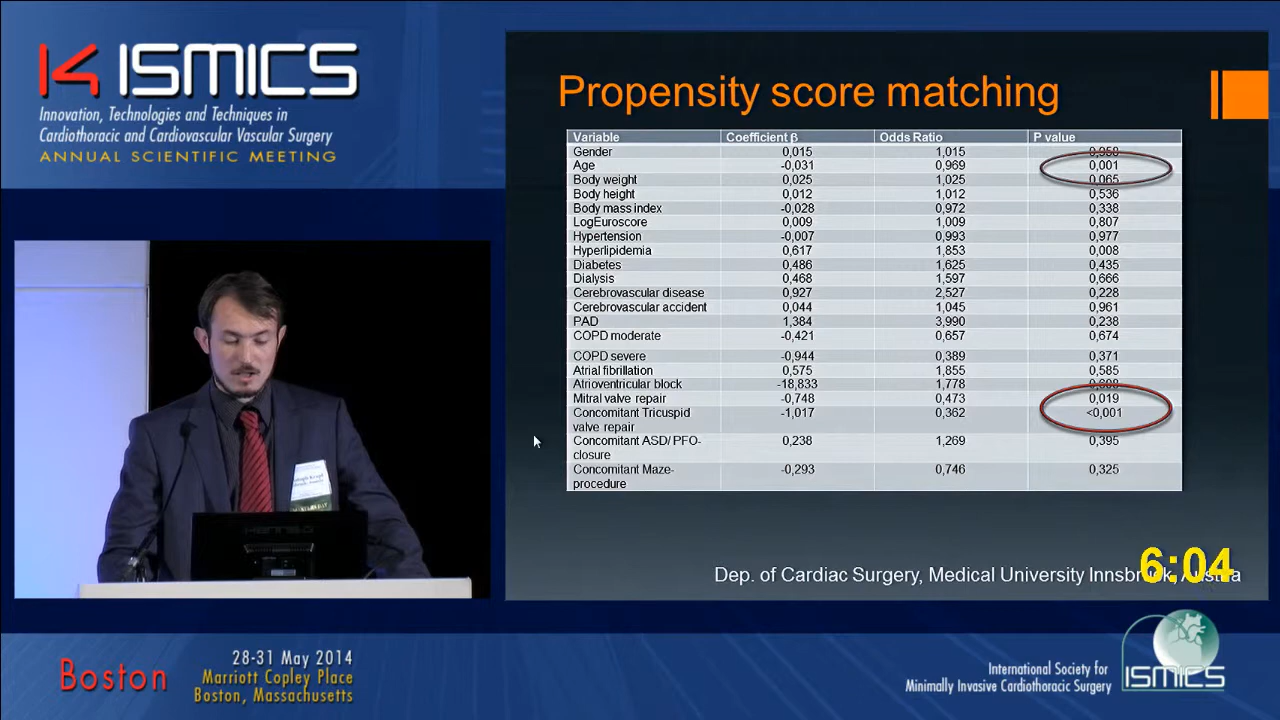 14 ISMICS
Innovation, Technologies and Techniques in
Cardiothoracic and Cardiovascular Vascular Surgery
ANNUAL SCIENTIFIC MEETING
Propensity score matching
Variable Coefficient β Odds Ratio P value
Gender 0,015 1,015 0,958
Age -0,031 0,969 0,001
Body weight 0,025 1,025 0,065
Body height 0,012 1,012 0,536
Body mass index -0,028 0,972 0,338
LogEuroscore 0,009 1,009 0,807
Hypertension -0,007 0,993 0,977
Hyperlipidemia 0,617 1,853 0,008
Diabetes 0,486 1,625 0,435
Dialysis 0,468 1,597 0,666
Cerebrovascular disease 0,927 2,527 0,228
Cerebrovascular accident 0,044 1,045 0,961
PAD 1,384 3,990 0,238
COPD moderate -0,421 0,657 0,674
COPD severe -0,944 0,389 0,371
Atrial fibrillation 0,575 1,855 0,585
Atrioventricular block -18,833 1,778
Mitral valve repair -0,748 0,473 0,019
Concomitant Tricuspid -1,017 0,362 <0,001
valve repair
Concomitant ASD/ PFO- 0,238 1,269 0,395
closure
Concomitant Maze- -0,293 0,746 0,325
procedure
Dep. of Cardiac Surgery, Medical University Innsbruck, Austria
6:04
Boston
28-31 May 2014
Marriott Copley Place
Boston, Massachusetts
International Society for
Minimally Invasive Cardiothoracic Surgery
ISMICS